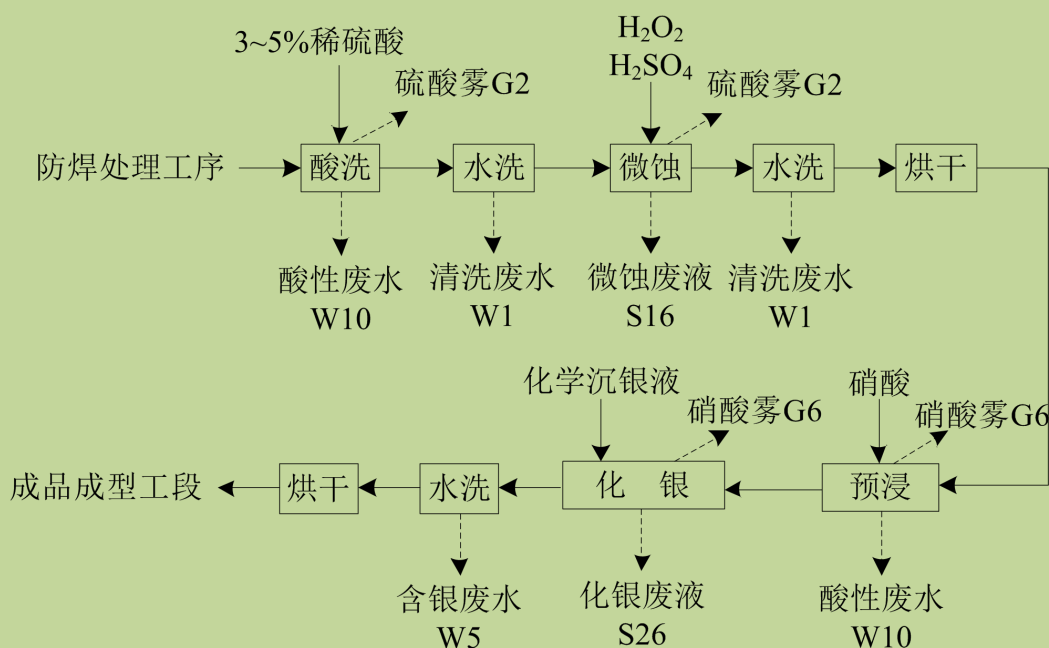 3~5%稀硫酸
硫酸雾G2
H₂O₂
H₂SO₄
硫酸雾G2
防焊处理工序
酸洗
水洗
微蚀
水洗
烘干
酸性废水
W10
清洗废水
W1
微蚀废液
S16
清洗废水
W1
化学沉银液
硝酸雾G6
硝酸
硝酸雾G6
成品成型工段
烘干
水洗
化 银
预浸
含银废水
W5
化银废液
S26
酸性废水
W10